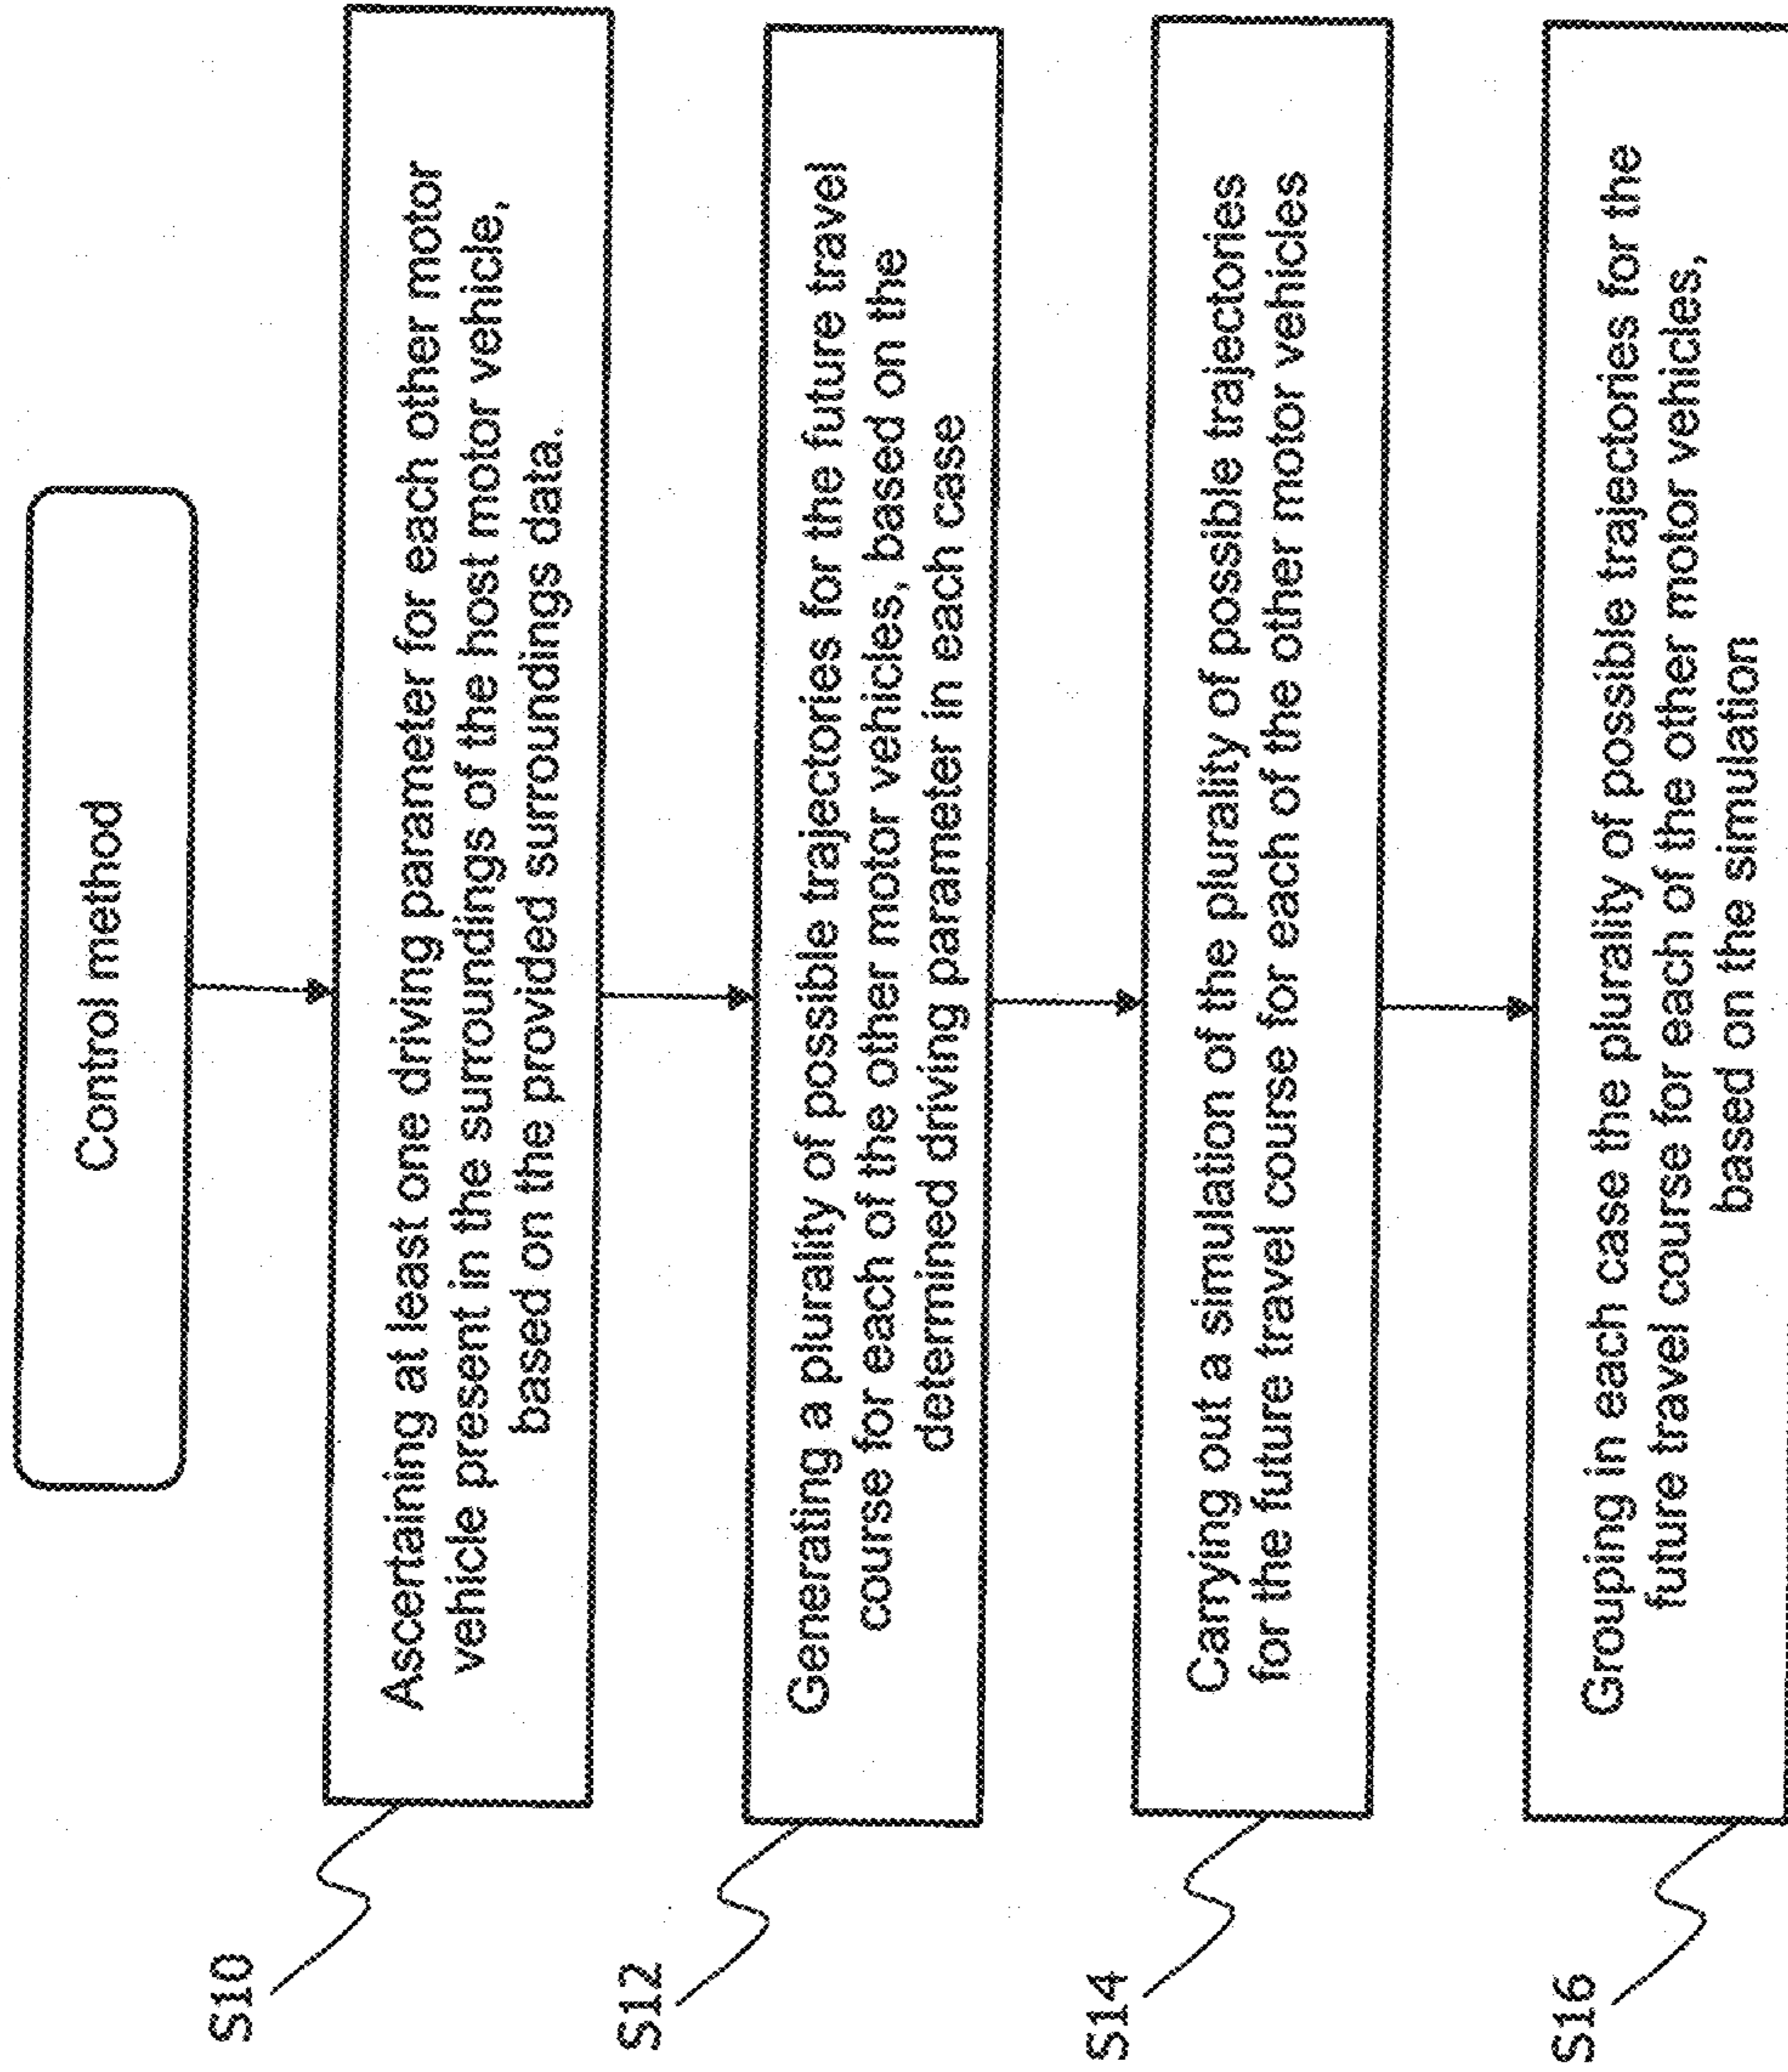 Control method
S10
Ascertaining at least one driving parameter for each other motor
vehicle present in the surroundings of the host motor vehicle,
based on the provided surroundings data.
S12
Generating a plurality of possible trajectories for the future travel
course for each of the other motor vehicles, based on the
determined driving parameter in each case
S14
Carrying out a simulation of the plurality of possible trajectories
for the future travel course for each of the other motor vehicles
S16
Grouping in each case the plurality of possible trajectories for the
future travel course for each of the other motor vehicles,
based on the simulation